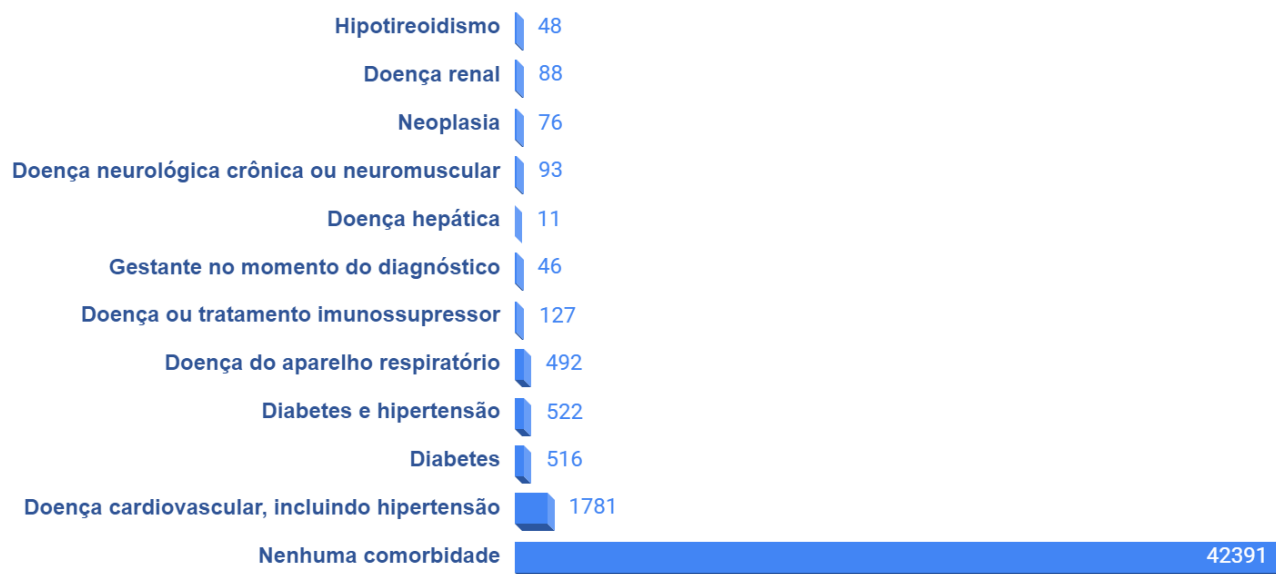 Hipotireoidismo 48
Doença renal 88
Neoplasia 76
Doença neurológica crônica ou neuromuscular 93
Doença hepática 11
Gestante no momento do diagnóstico 46
Doença ou tratamento imunossupressor 127
Doença do aparelho respiratório 492
Diabetes e hipertensão 522
Diabetes 516
Doença cardiovascular, incluindo hipertensão 1781
Nenhuma comorbidade 42391